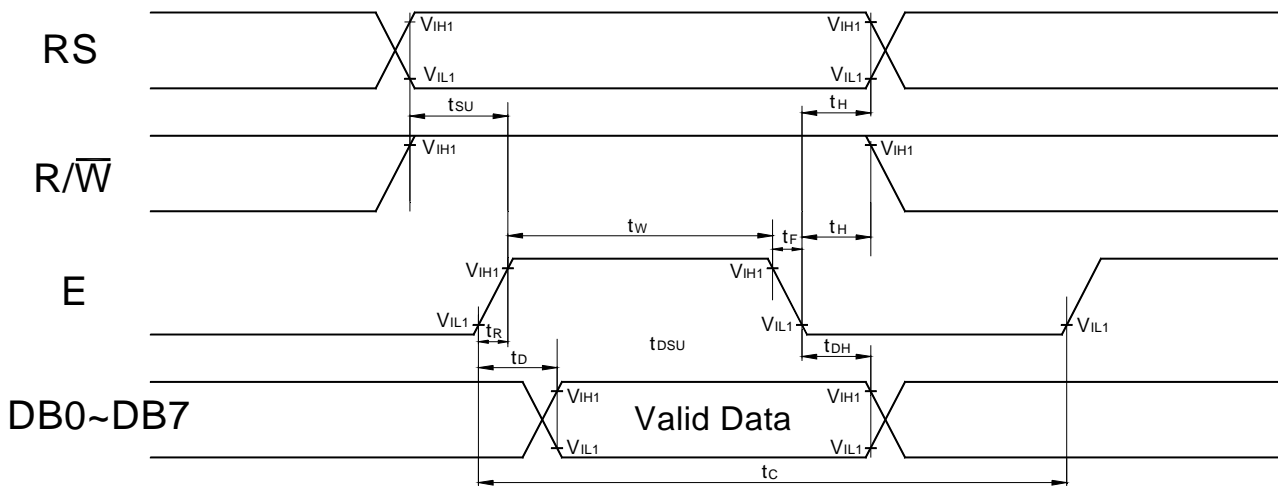 RS
VIH1
VIH1
VIL1
VIL1
tSU
tH
R/W̅
VIH1
VIH1
tW
tF
tH
E
VIH1
VIH1
VIL1
VIL1
VIL1
tR
tD
tDSU
tDH
DB0~DB7
VIH1
Valid Data
VIH1
VIL1
VIL1
tC